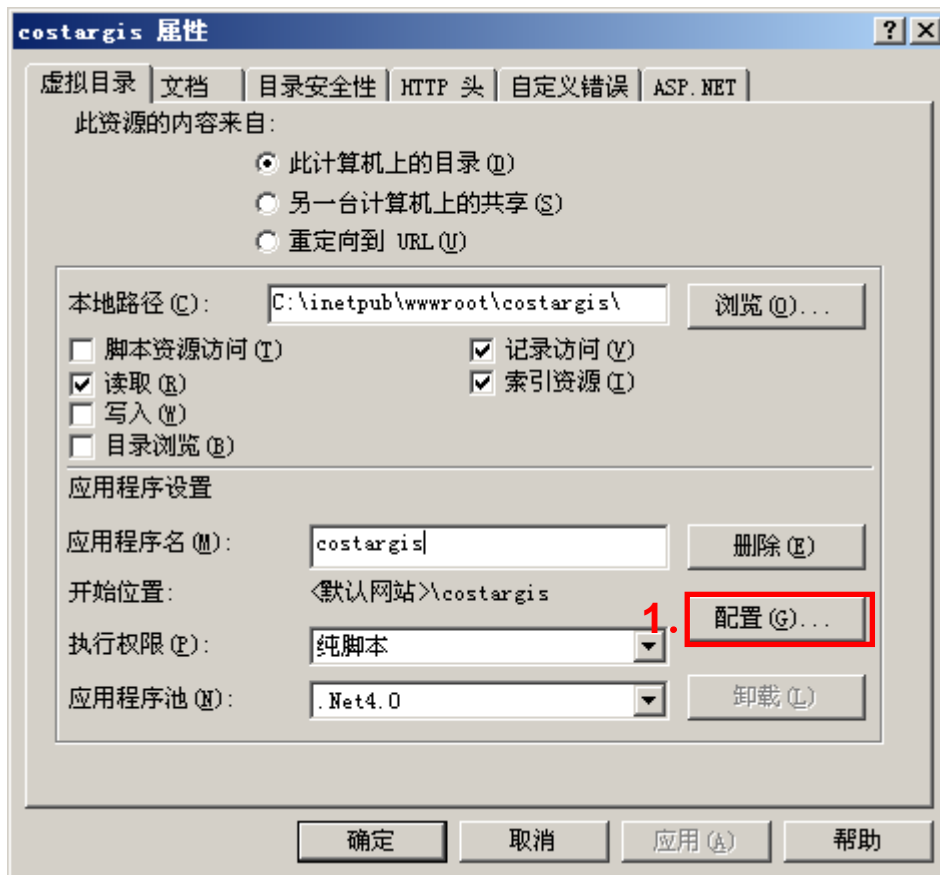 costargis 属性
虚拟目录 文档 目录安全性 HTTP 头 自定义错误 ASP.NET
此资源的内容来自:
此计算机上的目录(D)
另一台计算机上的共享(S)
重定向到 URL(U)
本地路径(C): C:\inetpub\wwwroot\costargis\ 浏览(O)...
脚本资源访问(T) 记录访问(V)
读取(R) 索引资源(I)
写入(W)
目录浏览(B)
应用程序设置
应用程序名(M): costargis 删除(E)
开始位置: <默认网站>\costargis
1. 配置(G)...
执行权限(P): 纯脚本
应用程序池(N): .Net4.0 卸载(L)
确定 取消 应用(A) 帮助